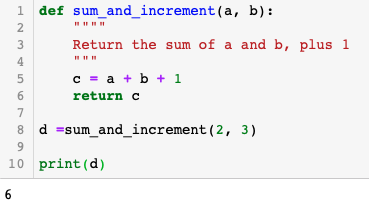 1 def sum_and_increment(a, b):
2     """"
3     Return the sum of a and b, plus 1
4     """
5     c = a + b + 1
6     return c
7
8 d =sum_and_increment(2, 3)
9
10 print(d)
6